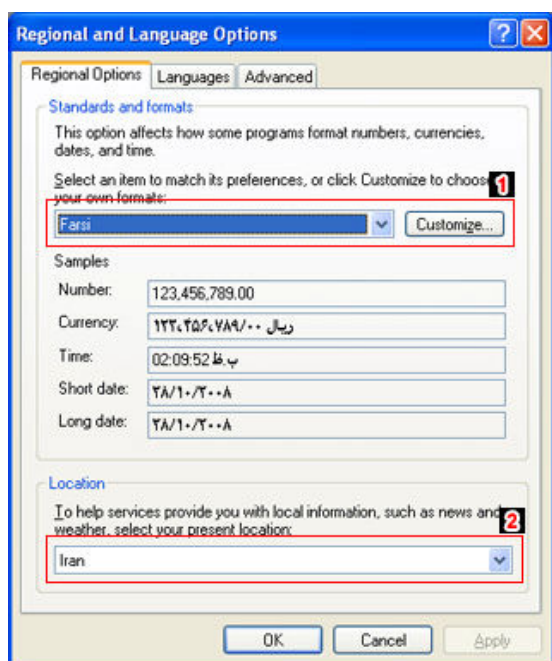 Regional and Language Options
Regional Options Languages Advanced
Standards and formats
This option affects how some programs format numbers, currencies,
dates, and time.
Select an item to match its preferences, or click Customize to choose
your own formats:
1
Farsi Customize...
Samples
Number: 123,456,789.00
Currency: ريال ۱۲۳،۴۵۶،۷۸۹/۰۰
Time: 02:09:52 ب.ظ
Short date: ۲۸/۱۰/۲۰۰۸
Long date: ۲۸/۱۰/۲۰۰۸
Location
To help services provide you with local information, such as news and
weather, select your present location:
2
Iran
OK Cancel Apply